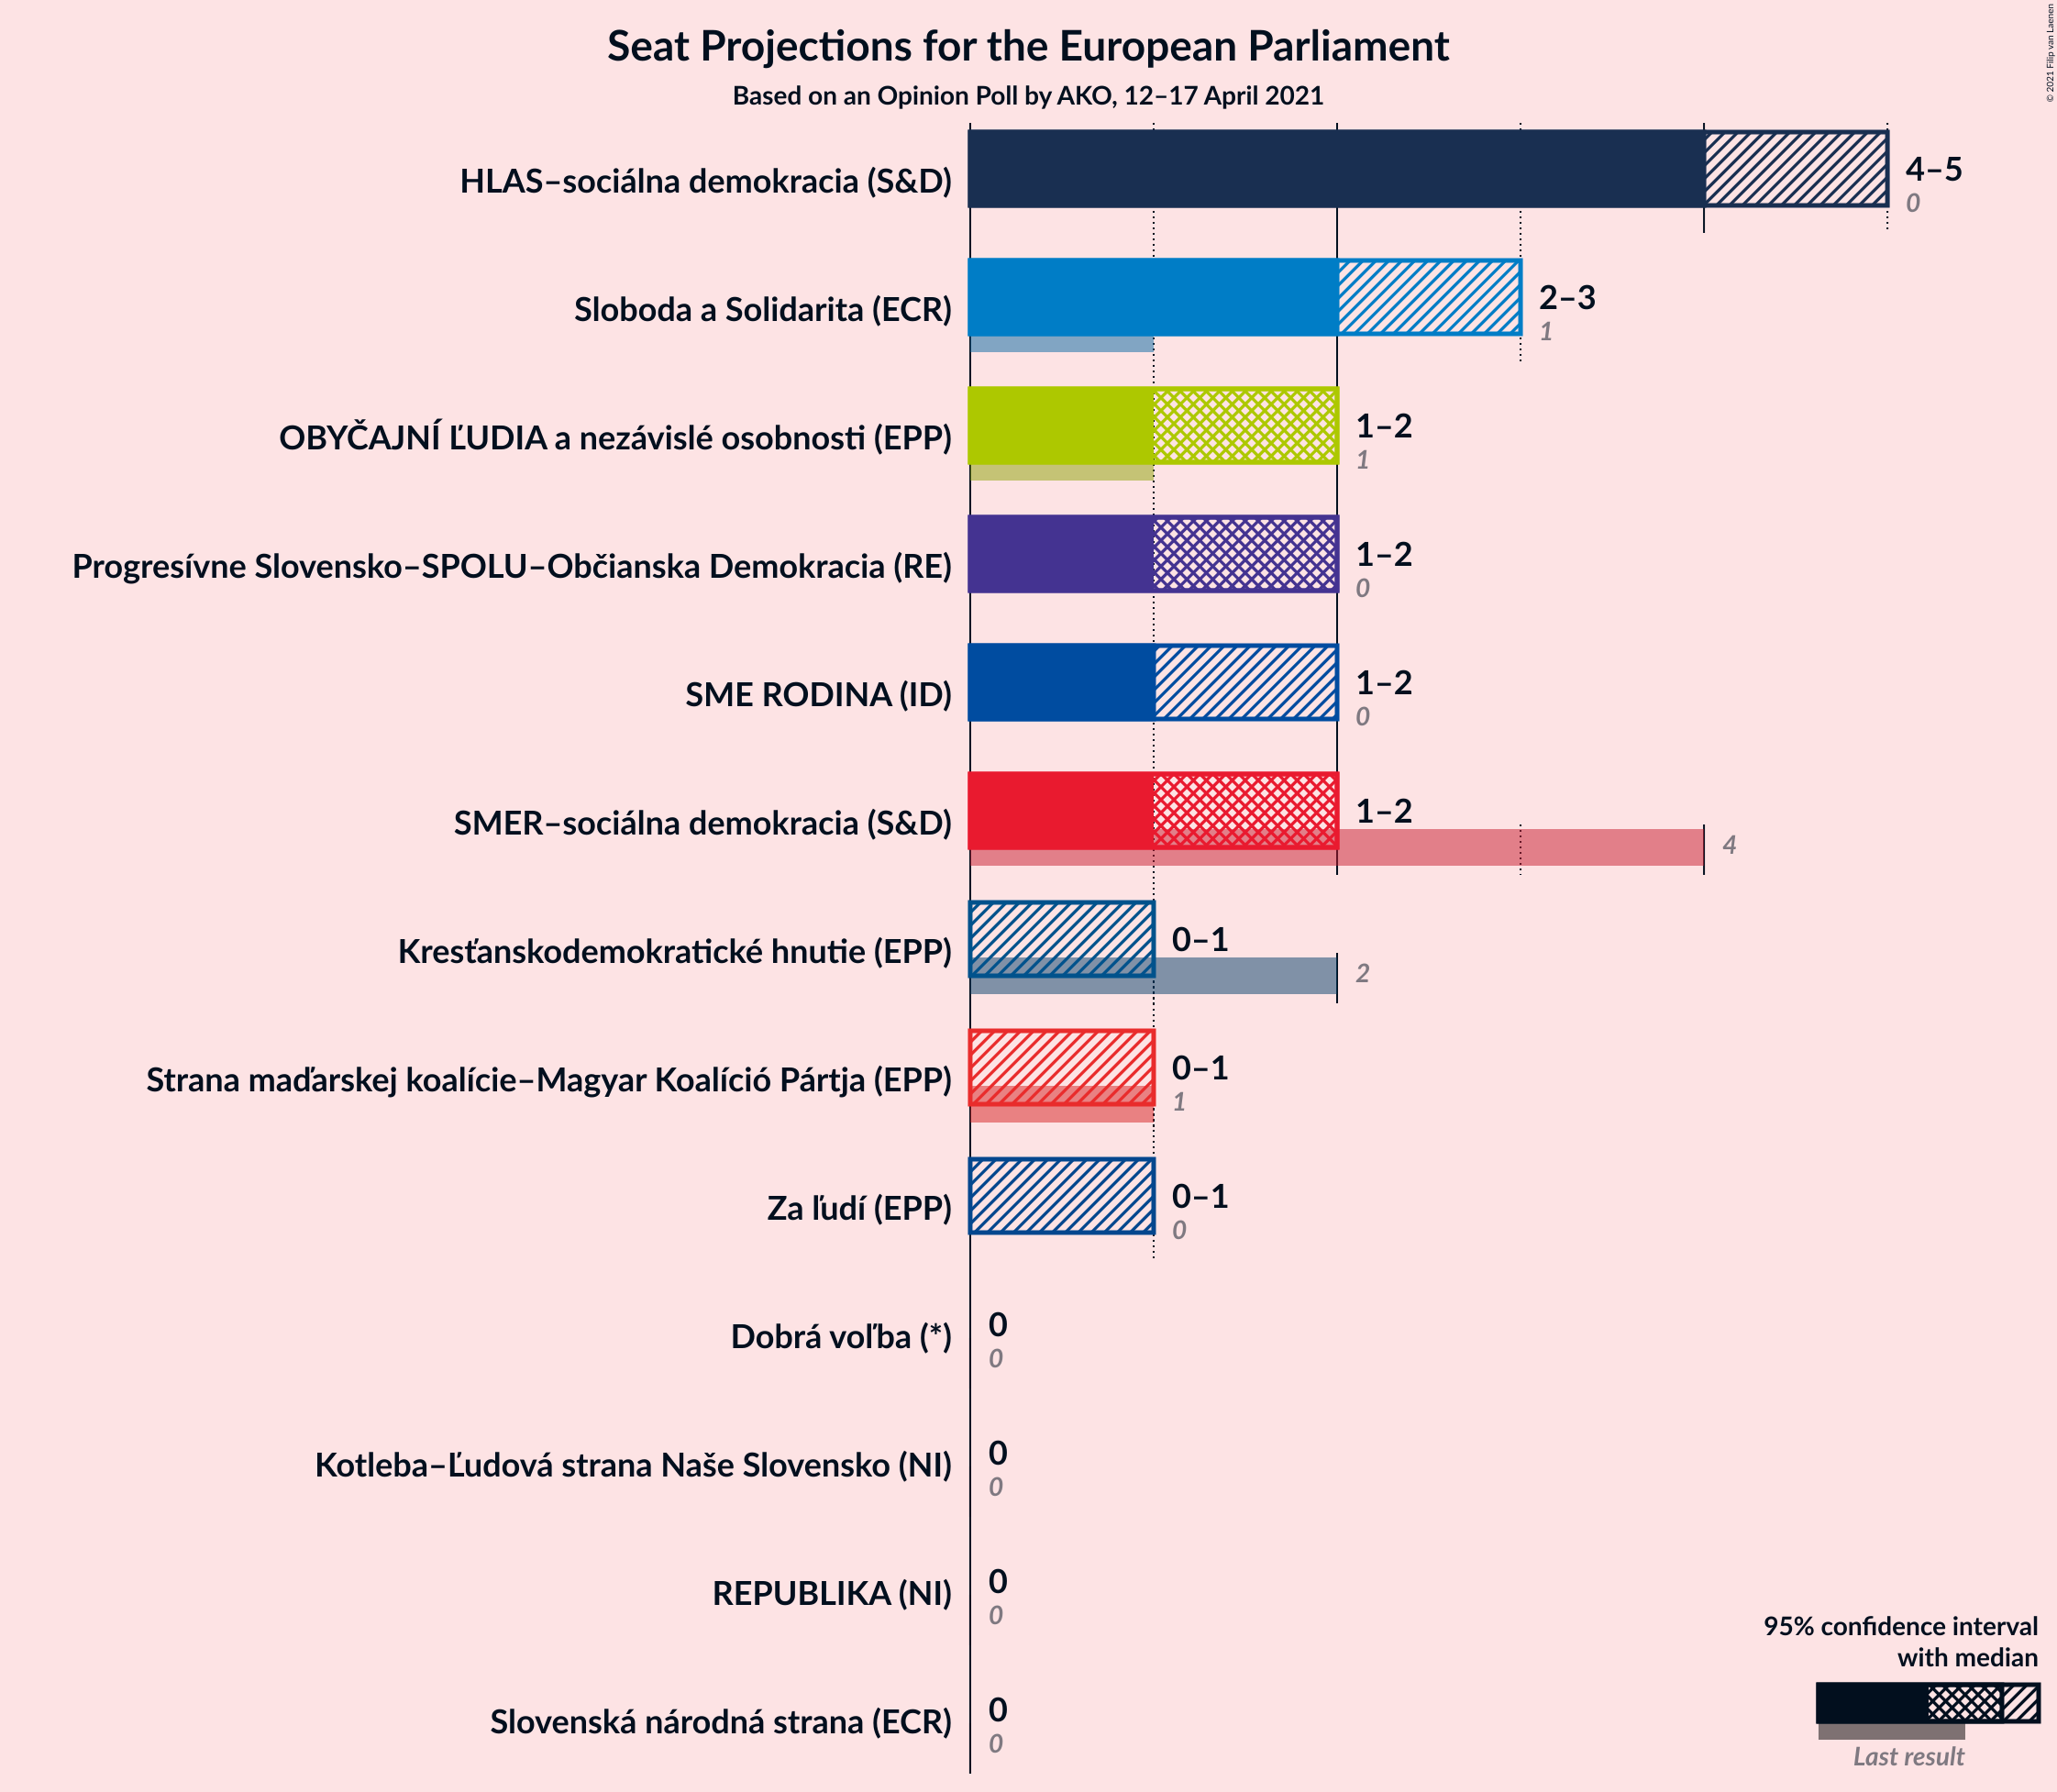 Seat Projections for the European Parliament
Based on an Opinion Poll by AKO, 12–17 April 2021
© 2021 Filip van Laenen
HLAS–sociálna demokracia (S&D)
4–5
0
Sloboda a Solidarita (ECR)
2–3
1
OBYČAJNÍ ĽUDIA a nezávislé osobnosti (EPP)
1–2
1
Progresívne Slovensko–SPOLU–Občianska Demokracia (RE)
1–2
0
SME RODINA (ID)
1–2
0
SMER–sociálna demokracia (S&D)
1–2
4
Kresťanskodemokratické hnutie (EPP)
0–1
2
Strana maďarskej koalície–Magyar Koalíció Pártja (EPP)
0–1
1
Za ľudí (EPP)
0–1
0
Dobrá voľba (*)
0
0
Kotleba–Ľudová strana Naše Slovensko (NI)
0
0
REPUBLIKA (NI)
0
0
Slovenská národná strana (ECR)
0
0
95% confidence interval
with median
Last result